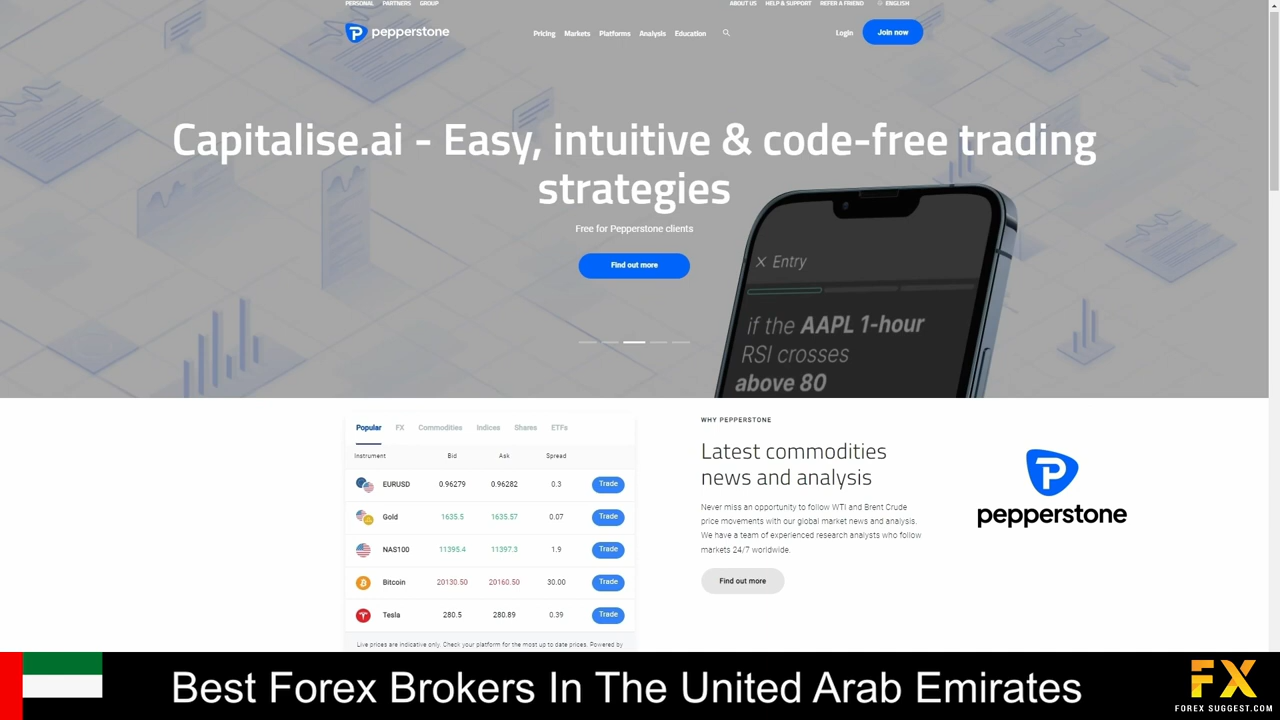 PERSONAL PARTNERS GROUP ABOUT US HELP & SUPPORT REFER A FRIEND ENGLISH
pepperstone Pricing Markets Platforms Analysis Education Login Join now
Capitalise.ai - Easy, intuitive & code-free trading
strategies
Free for Pepperstone clients
Find out more
X Entry
if the AAPL 1-hour
RSI crosses
above 80
Popular FX Commodities Indices Shares ETFs
Instrument Bid Ask Spread
EURUSD 0.96279 0.96282 0.3 Trade
Gold 1635.5 1635.57 0.07 Trade
NAS100 11395.4 11397.3 1.9 Trade
Bitcoin 20130.50 20160.50 30.00 Trade
Tesla 280.5 280.89 0.39 Trade
Live prices are indicative only. Check your platform for the most up to date prices. Powered by
WHY PEPPERSTONE
Latest commodities
news and analysis
Never miss an opportunity to follow WTI and Brent Crude
price movements with our global market news and analysis.
We have a team of experienced research analysts who follow
markets 24/7 worldwide.
Find out more
pepperstone
Best Forex Brokers In The United Arab Emirates
FX
FOREX SUGGEST.COM